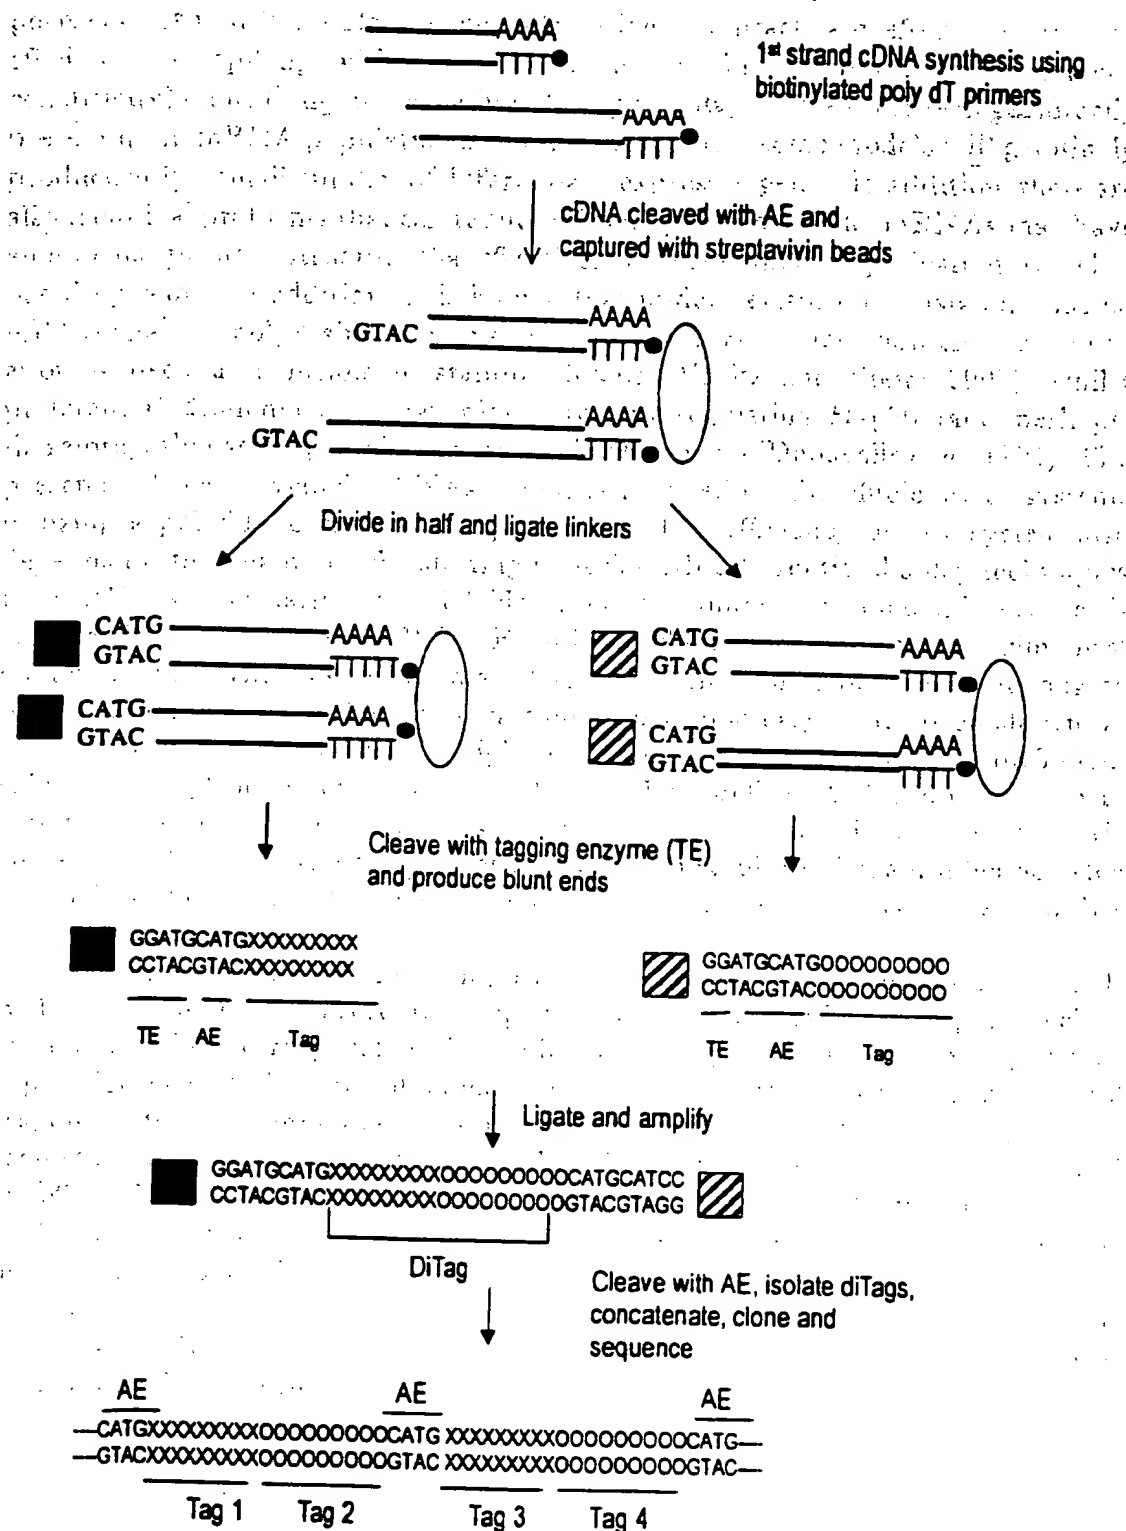 AAAA
TTTT
1st strand cDNA synthesis using
biotinylated poly dT primers
AAAA
TTTT
cDNA cleaved with AE and
captured with streptavivin beads
GTAC
AAAA
TTTT
GTAC
AAAA
TTTT
Divide in half and ligate linkers
CATG AAAA
GTAC TTTTT
CATG AAAA
GTAC TTTTT
CATG AAAA
GTAC TTTT
CATG AAAA
GTAC TTTT
Cleave with tagging enzyme (TE)
and produce blunt ends
GGATGCATGXXXXXXXXX
CCTACGTACXXXXXXXXX
TE AE Tag
GGATGCATGOOOOOOOOO
CCTACGTACOOOOOOOOO
TE AE Tag
Ligate and amplify
GGATGCATGXXXXXXXXXOOOOOOOOOCATGCATCC
CCTACGTACXXXXXXXXXOOOOOOOOOGTACGTAGG
DiTag
Cleave with AE, isolate diTags,
concatenate, clone and
sequence
AE AE AE
—CATGXXXXXXXXXOOOOOOOOOCATG XXXXXXXXXOOOOOOOOOCATG—
—GTACXXXXXXXXXOOOOOOOOOGTAC XXXXXXXXXOOOOOOOOOGTAC—
Tag 1 Tag 2 Tag 3 Tag 4